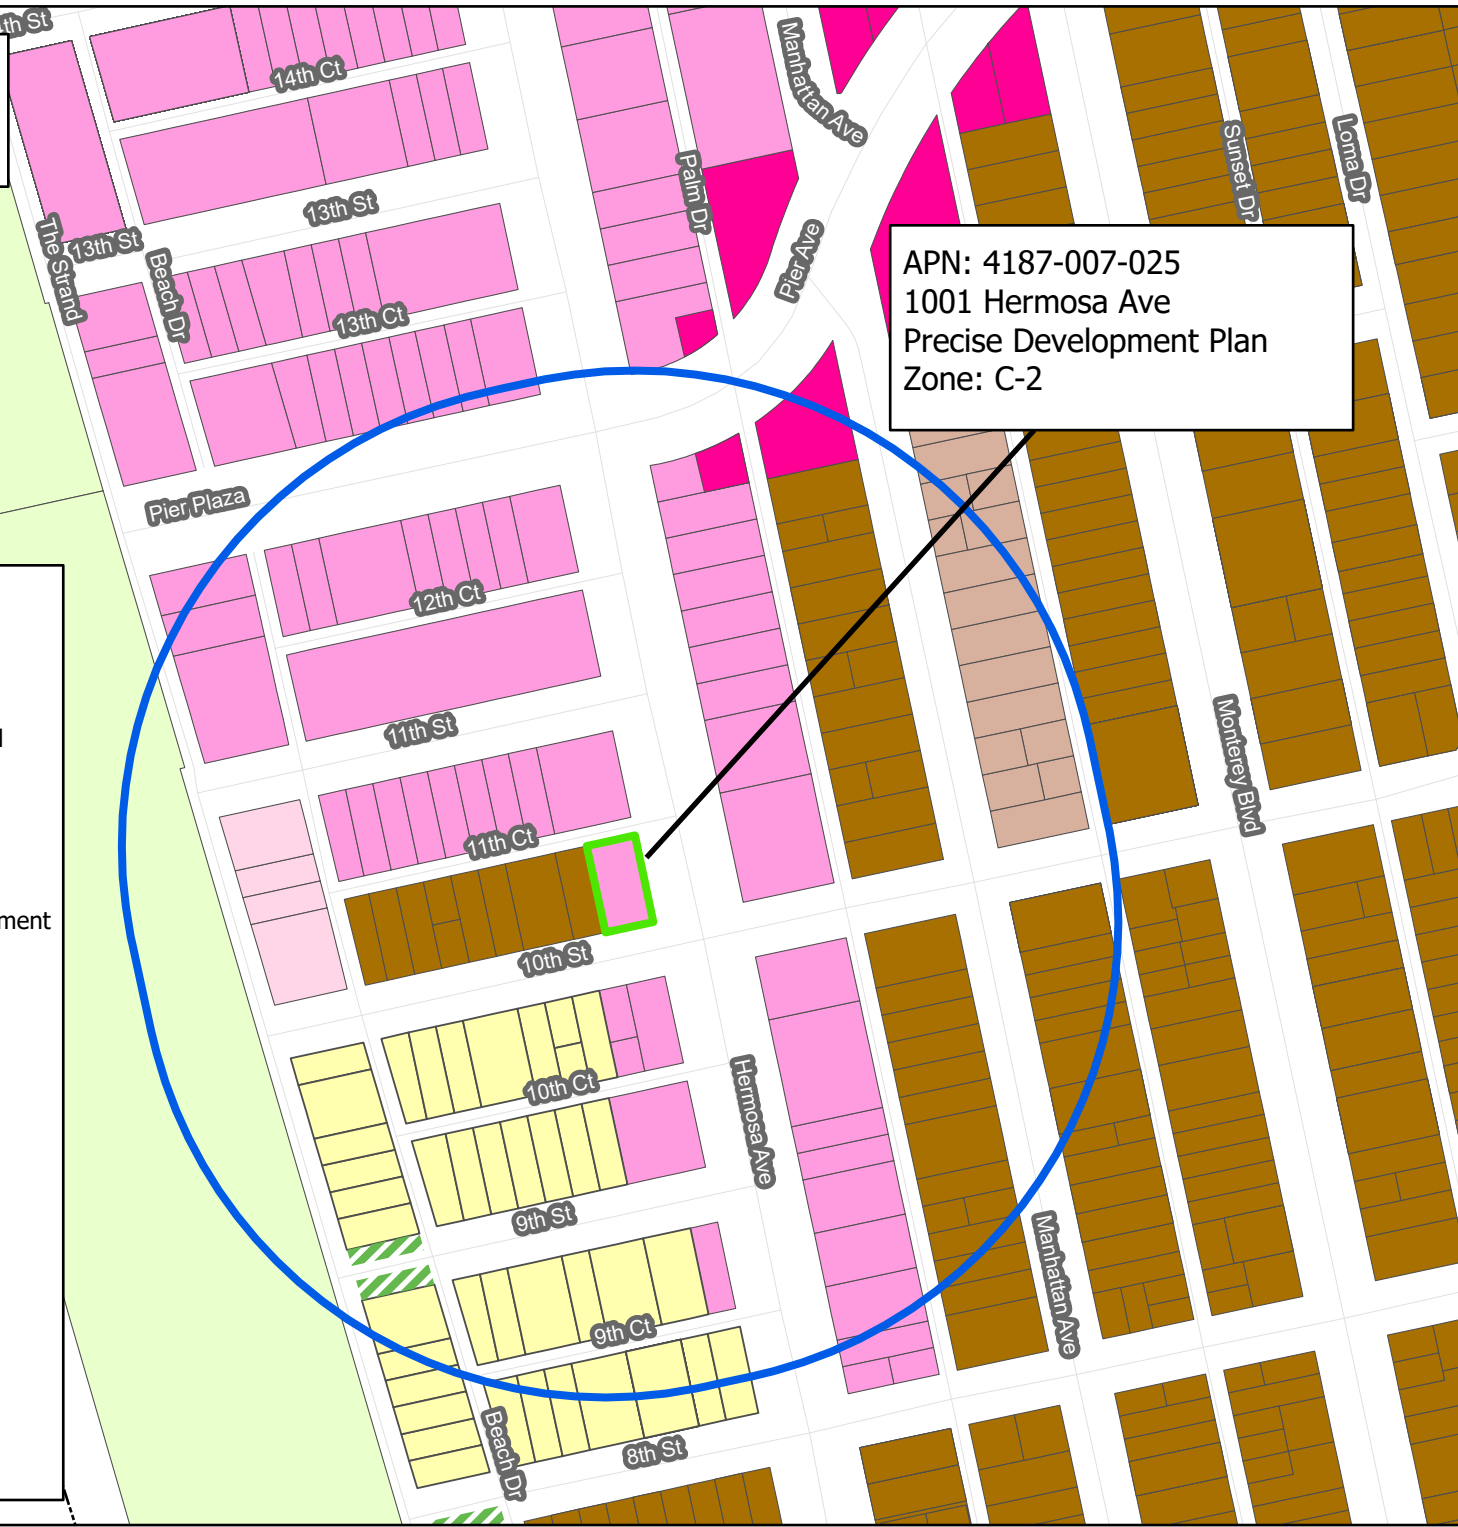 th St
14th Ct
Manhattan Ave
Sunset Dr
Loma Dr
Palm Dr
13th St
The Strand
13th St
Beach Dr
Pier Ave
13th Ct
APN: 4187-007-025
1001 Hermosa Ave
Precise Development Plan
Zone: C-2
Pier Plaza
12th Ct
11th St
Monterey Blvd
11th Ct
ment
10th St
10th Ct
Hermosa Ave
9th St
Manhattan Ave
9th Ct
Beach Dr
8th St